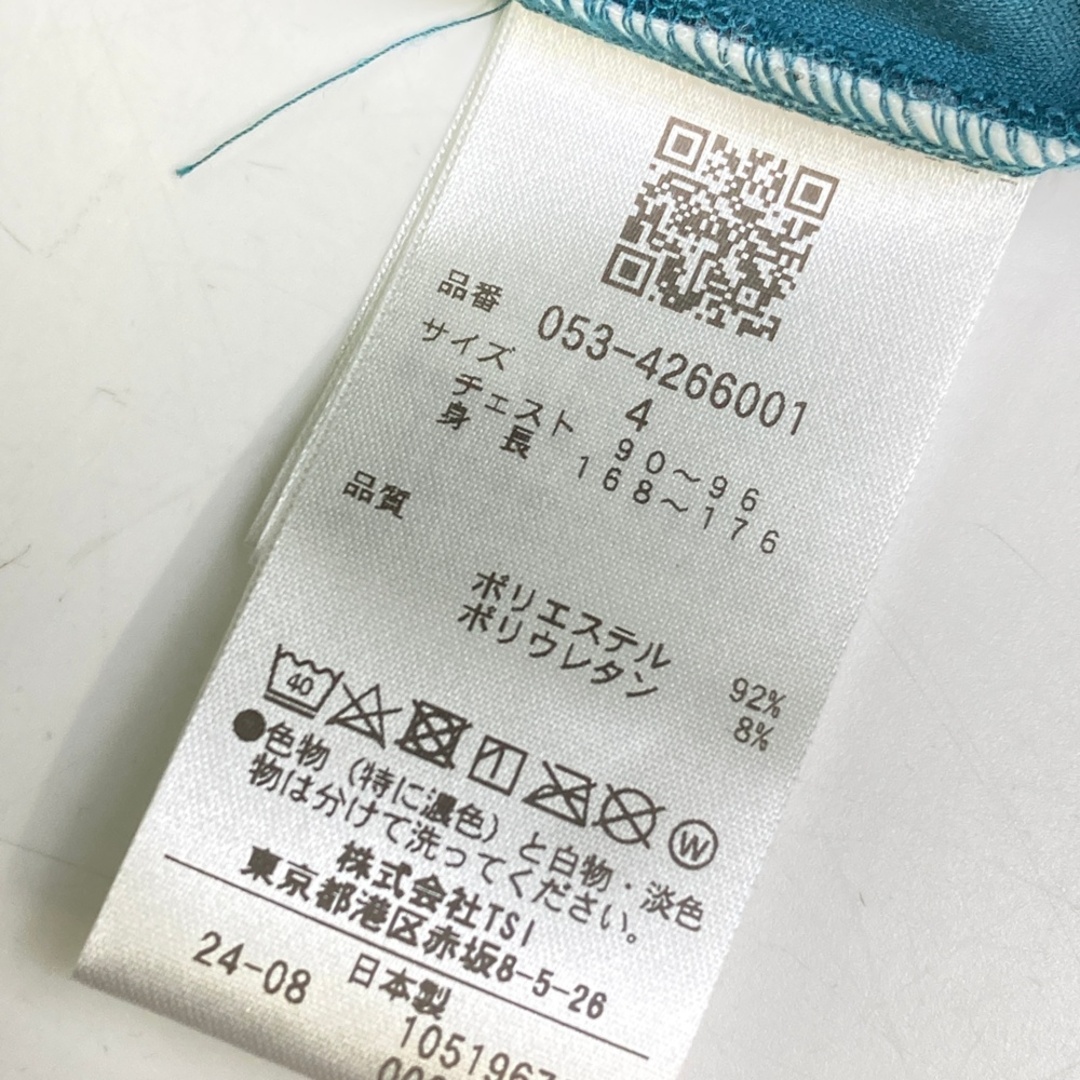 品番 053-4266001
サイズ 4
チェスト 90～96
身長 168～176
品質
ポリエステル 92%
ポリウレタン 8%
40
W
●色物（特に濃色）と白物・淡色
物は分けて洗ってください。
株式会社TSI
東京都港区赤坂8-5-26
24-08 日本製